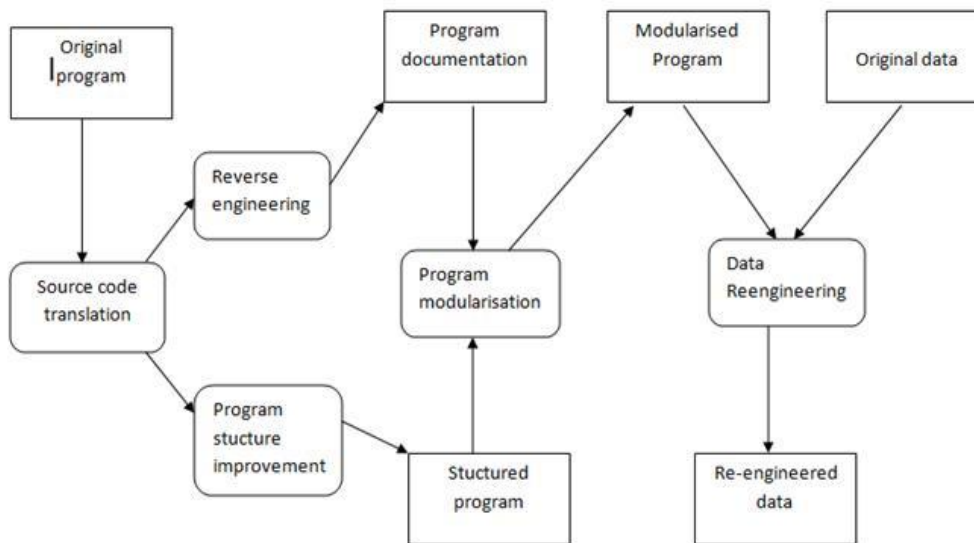 Original
program
Program
documentation
Modularised
Program
Original data
Reverse
engineering
Source code
translation
Program
modularisation
Data
Reengineering
Program
stucture
improvement
Stuctured
program
Re-engineered
data